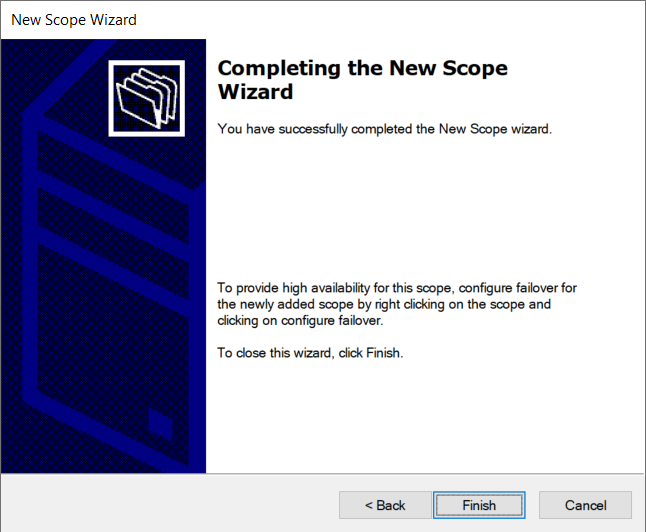 New Scope Wizard
Completing the New Scope
Wizard
You have successfully completed the New Scope wizard.
To provide high availability for this scope, configure failover for
the newly added scope by right clicking on the scope and
clicking on configure failover.
To close this wizard, click Finish.
< Back
Finish
Cancel